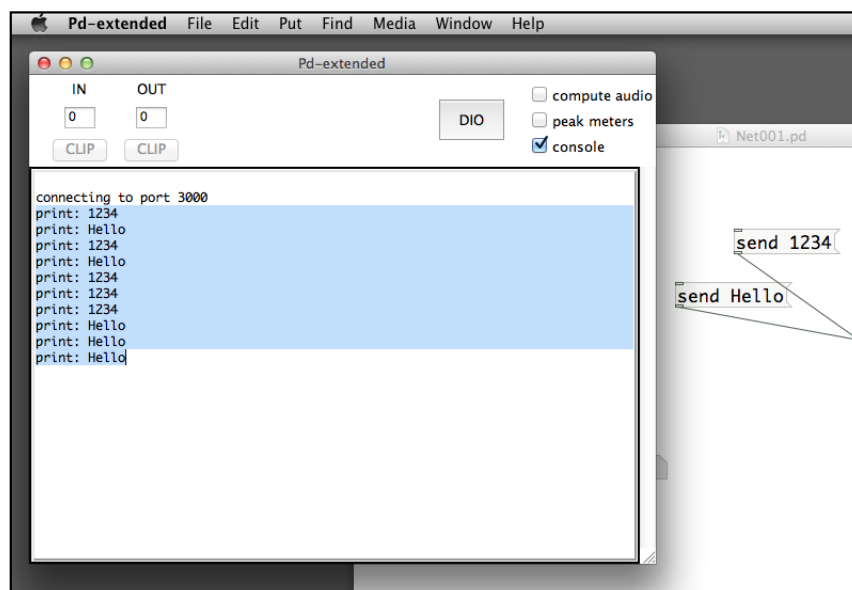 Pd-extended File Edit Put Find Media Window Help
Pd-extended
IN OUT
compute audio
0 0
DIO
peak meters
CLIP CLIP
console
Net001.pd
connecting to port 3000
print: 1234
print: Hello
print: 1234
print: Hello
print: 1234
print: 1234
print: 1234
print: Hello
print: Hello
print: Hello
send 1234
send Hello